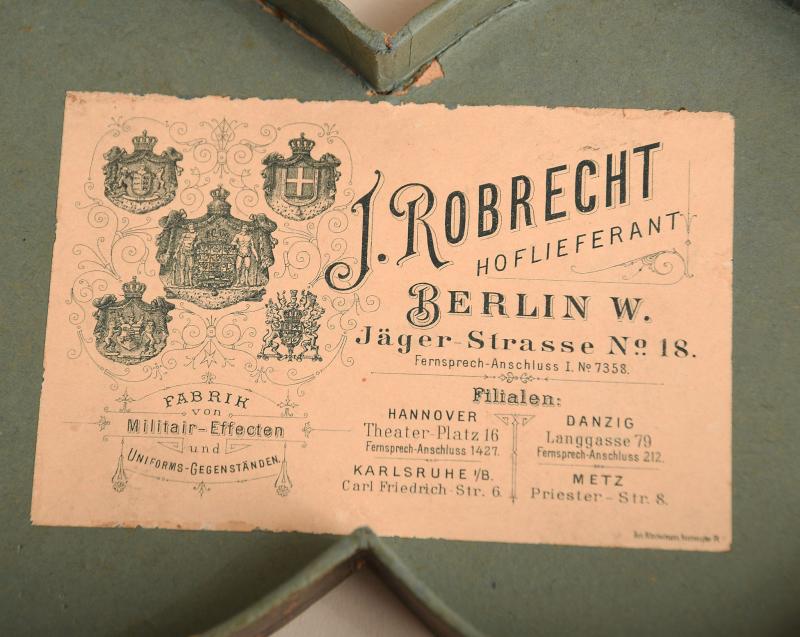 J. ROBRECHT
HOFLIEFERANT
BERLIN W.
Jäger-Strasse No. 18.
Fernsprech-Anschluss I. No. 7358.
FABRIK
von
Militair-Effecten
und
UNIFORMS-GEGENSTÄNDEN.
Filialen:
HANNOVER
Theater-Platz 16
Fernsprech-Anschluss 1427.
KARLSRUHE i/B.
Carl Friedrich-Str. 6.
DANZIG
Langgasse 79
Fernsprech-Anschluss 212.
METZ
Priester-Str. 8.